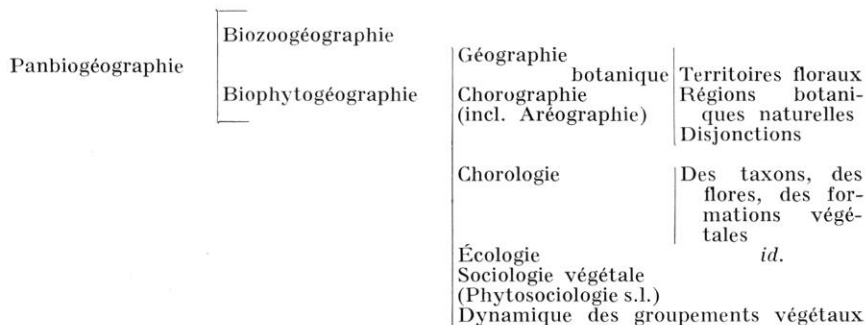 Panbiogéographie
Biozoogéographie
Biophytogéographie
Géographie
botanique
Chorographie
(incl. Aréographie)
Territoires floraux
Régions botani-
ques naturelles
Disjonctions
Chorologie
Des taxons, des
flores, des for-
mations végé-
tales
Écologie
id.
Sociologie végétale
(Phytosociologie s.l.)
Dynamique des groupements végétaux